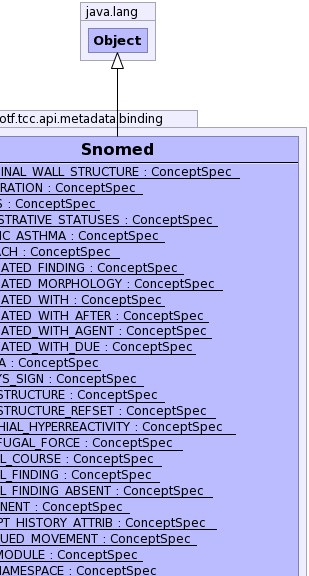 java.lang
Object
otf.tcc.api.metadata.binding
Snomed
INAL_WALL_STRUCTURE : ConceptSpec
RATION : ConceptSpec
S : ConceptSpec
STRATIVE_STATUSES : ConceptSpec
IC_ASTHMA : ConceptSpec
ACH : ConceptSpec
ATED_FINDING : ConceptSpec
ATED_MORPHOLOGY : ConceptSpec
ATED_WITH : ConceptSpec
ATED_WITH_AFTER : ConceptSpec
ATED_WITH_AGENT : ConceptSpec
ATED_WITH_DUE : ConceptSpec
A : ConceptSpec
YS_SIGN : ConceptSpec
STRUCTURE : ConceptSpec
STRUCTURE_REFSET : ConceptSpec
HIAL_HYPERREACTIVITY : ConceptSpec
FUGAL_FORCE : ConceptSpec
L_COURSE : ConceptSpec
L_FINDING : ConceptSpec
L_FINDING_ABSENT : ConceptSpec
NENT : ConceptSpec
PT_HISTORY_ATTRIB : ConceptSpec
UED_MOVEMENT : ConceptSpec
MODULE : ConceptSpec
NAMESPACE : ConceptSpec